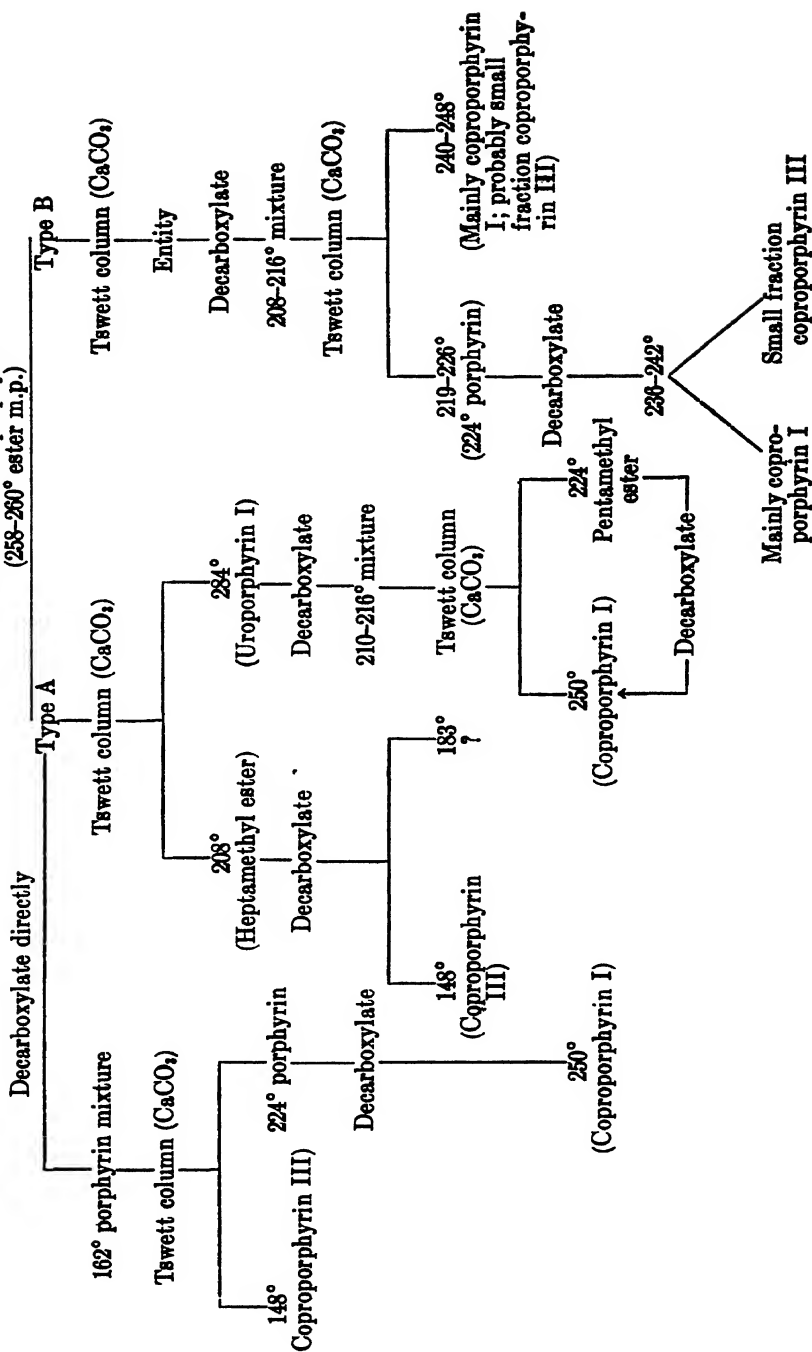 (258–260° ester m.p.)
Decarboxylate directly
Type A
Type B
162° porphyrin mixture
Tswett column (CaCO₃)
148°
Coproporphyrin III)
224° porphyrin
Decarboxylate
250°
(Coproporphyrin I)
Tswett column (CaCO₃)
208°
(Heptamethyl ester)
Decarboxylate
148°
(Coproporphyrin
III)
183°
?
284°
(Uroporphyrin I)
Decarboxylate
210–216° mixture
Tswett column
(CaCO₃)
250°
(Coproporphyrin I)
224°
Pentamethyl
ester
Decarboxylate
Tswett column (CaCO₃)
Entity
Decarboxylate
208–216° mixture
Tswett column (CaCO₃)
219–226°
(224° porphyrin)
Decarboxylate
236–242°
Mainly copro-
porphyrin I
Small fraction
coproporphyrin III
240–248°
(Mainly coproporphyrin
I; probably small
fraction coproporphy-
rin III)